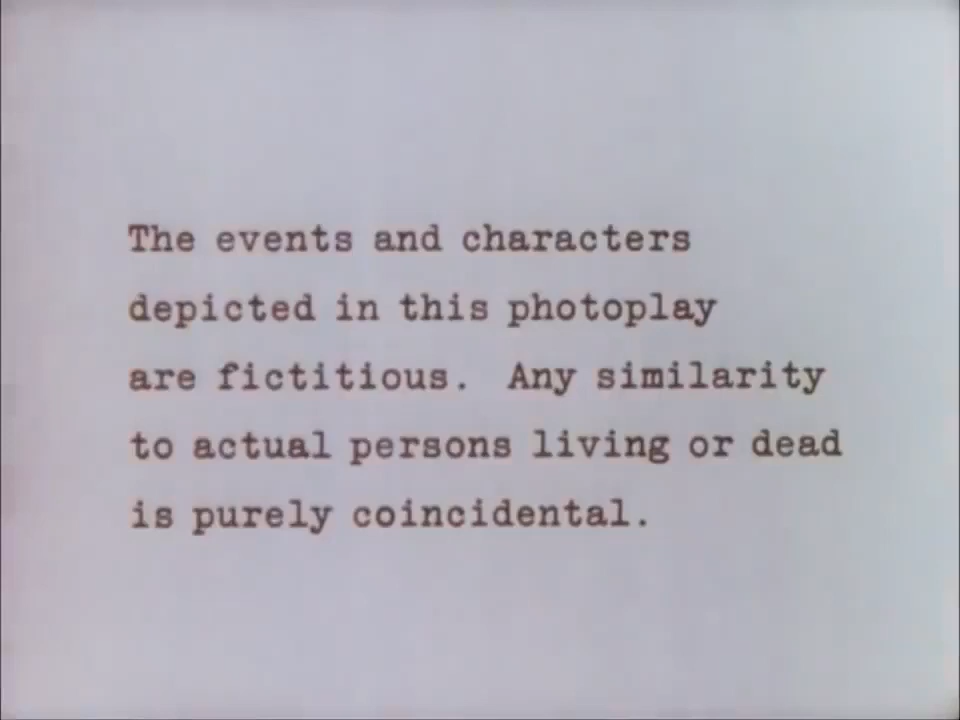 The events and characters
depicted in this photoplay
are fictitious.  Any similarity
to actual persons living or dead
is purely coincidental.